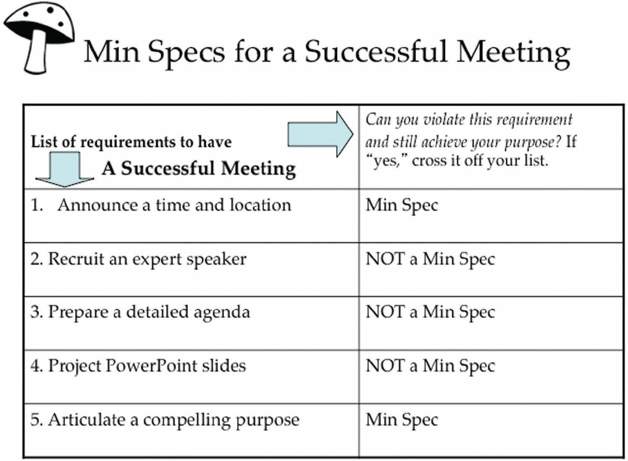 Min Specs for a Successful Meeting
List of requirements to have
A Successful Meeting
Can you violate this requirement
and still achieve your purpose? If
“yes,” cross it off your list.
1. Announce a time and location
Min Spec
2. Recruit an expert speaker
NOT a Min Spec
3. Prepare a detailed agenda
NOT a Min Spec
4. Project PowerPoint slides
NOT a Min Spec
5. Articulate a compelling purpose
Min Spec